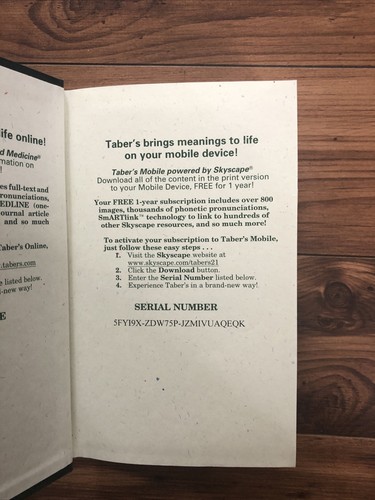 ife online!
d Medicine®
mation on
es full-text and
ronunciations,
EDLINE (one-
ournal article
and so much
Taber's Online,
.tabers.com
e listed below.
l-new way!
E
Taber's brings meanings to life
on your mobile device!
Taber's Mobile powered by Skyscape®
Download all of the content in the print version
to your Mobile Device, FREE for 1 year!
Your FREE 1-year subscription includes over 800
images, thousands of phonetic pronunciations,
SmARTlink™ technology to link to hundreds of
other Skyscape resources, and so much more!
To activate your subscription to Taber's Mobile,
just follow these easy steps . . .
1. Visit the Skyscape website at
www.skyscape.com/tabers21
2. Click the Download button.
3. Enter the Serial Number listed below.
4. Experience Taber's in a brand-new way!
SERIAL NUMBER
5FYI9X-ZDW75P-JZMIVUAQEQK